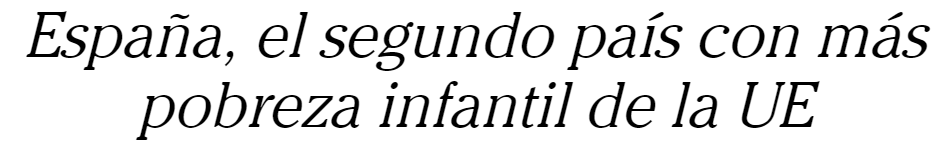 España, el segundo país con más
pobreza infantil de la UE